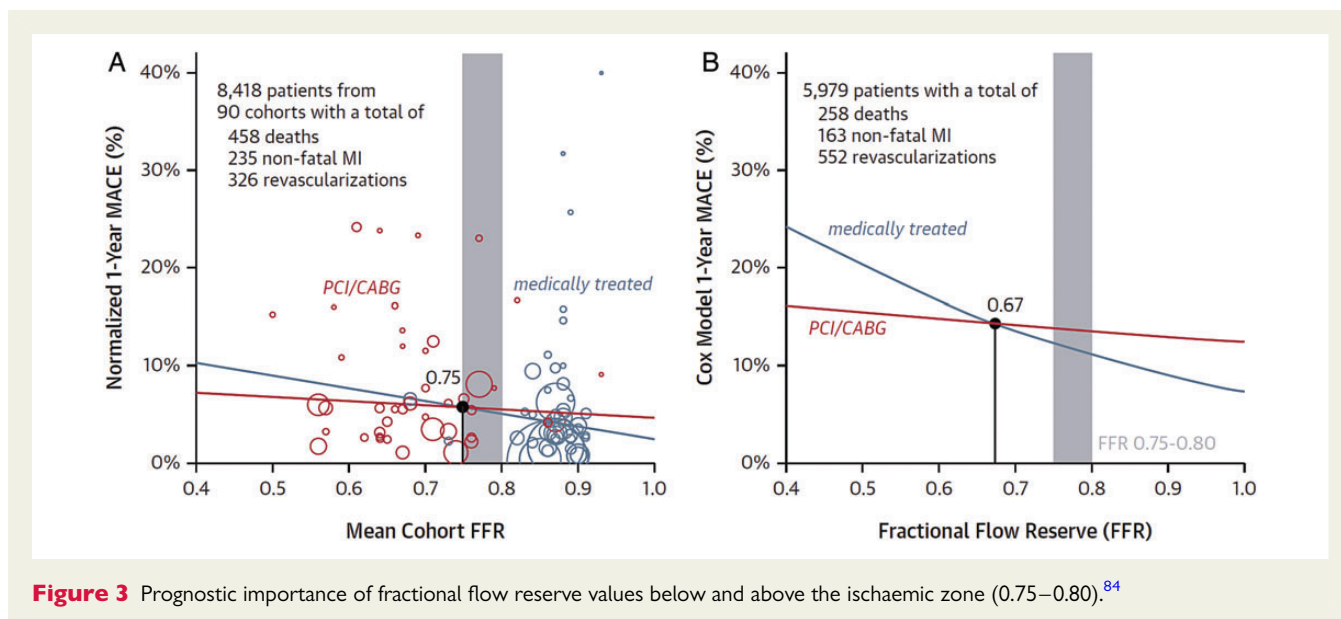 A
Normalized 1-Year MACE (%)
40%
30%
20%
10%
0%
8,418 patients from
90 cohorts with a total of
458 deaths
235 non-fatal MI
326 revascularizations
PCI/CABG
medically treated
0.75
0.4 0.5 0.6 0.7 0.8 0.9 1.0
Mean Cohort FFR
B
Cox Model 1-Year MACE (%)
40%
30%
20%
10%
0%
5,979 patients with a total of
258 deaths
163 non-fatal MI
552 revascularizations
medically treated
0.67
PCI/CABG
FFR 0.75-0.80
0.4 0.5 0.6 0.7 0.8 0.9 1.0
Fractional Flow Reserve (FFR)
Figure 3 Prognostic importance of fractional flow reserve values below and above the ischaemic zone (0.75–0.80).84